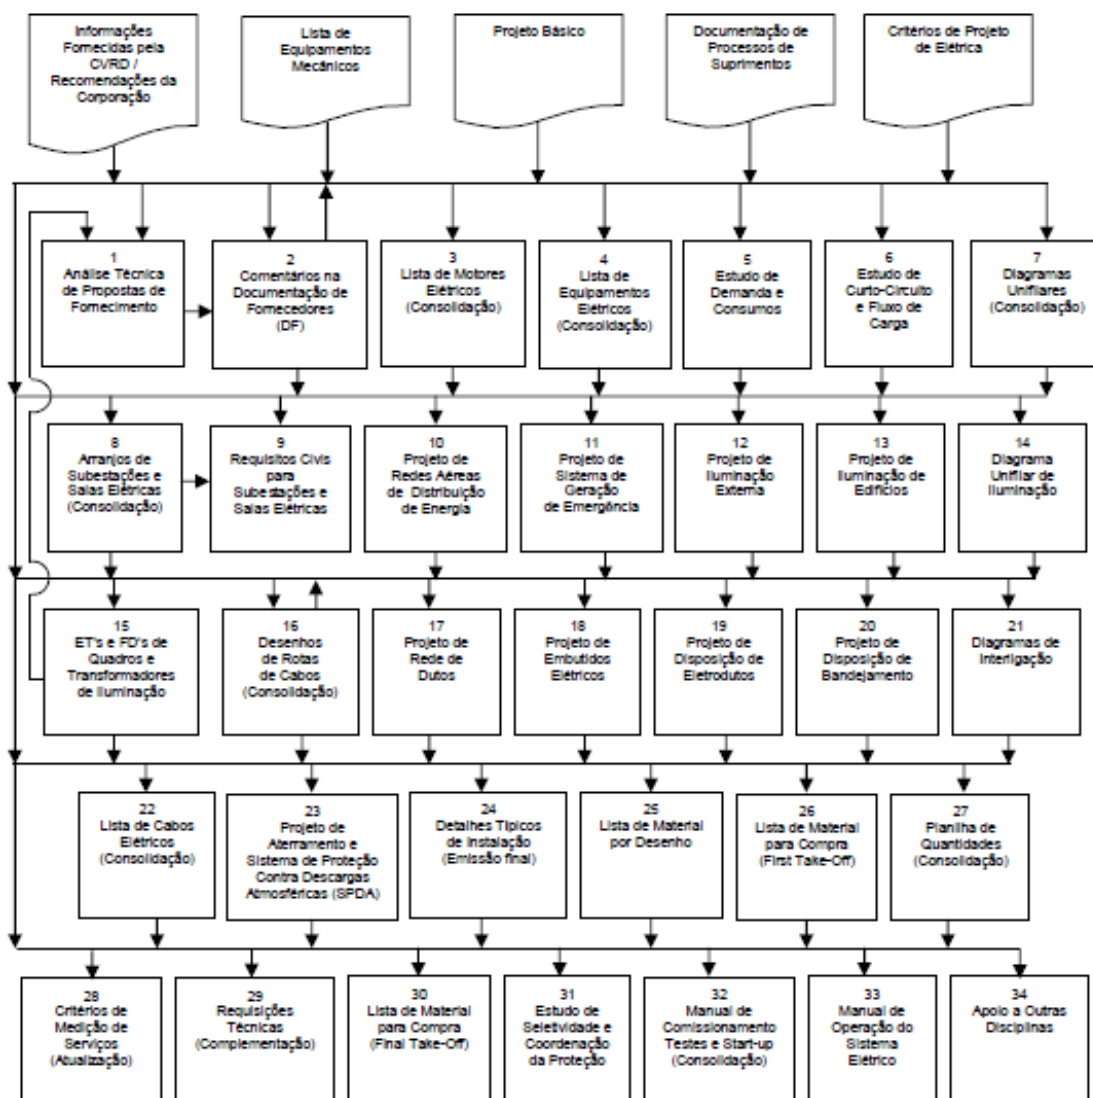 Informações
Fornecidas pela
CVRD /
Recomendações da
Corporação
Lista de
Equipamentos
Mecânicos
Projeto Básico
Documentação de
Processos de
Suprimentos
Critérios de Projeto
de Elétrica
1
Análise Técnica
de Propostas de
Fornecimento
2
Comentários na
Documentação de
Fornecedores
(DF)
3
Lista de Motores
Elétricos
(Consolidação)
4
Lista de
Equipamentos
Elétricos
(Consolidação)
5
Estudo de
Demanda e
Consumos
6
Estudo de
Curto-Circuito
e Fluxo de
Carga
7
Diagramas
Unifilares
(Consolidação)
8
Arranjos de
Subestações e
Salas Elétricas
(Consolidação)
9
Requisitos Civis
para
Subestações e
Salas Elétricas
10
Projeto de
Redes Aéreas
de Distribuição
de Energia
11
Projeto de
Sistema de
Geração
de Emergência
12
Projeto de
Iluminação
Externa
13
Projeto de
Iluminação de
Edifícios
14
Diagrama
Unifilar de
Iluminação
15
ET's e FD's de
Quadros e
Transformadores
de Iluminação
16
Desenhos
de Rotas
de Cabos
(Consolidação)
17
Projeto de
Rede de
Dutos
18
Projeto de
Embutidos
Elétricos
19
Projeto de
Disposição de
Eletrodutos
20
Projeto de
Disposição de
Bandejamento
21
Diagramas de
Interligação
22
Lista de Cabos
Elétricos
(Consolidação)
23
Projeto de
Aterramento e
Sistema de Proteção
Contra Descargas
Atmosféricas (SPDA)
24
Detalhes Típicos
de Instalação
(Emissão final)
25
Lista de Material
por Desenho
26
Lista de Material
para Compra
(First Take-Off)
27
Planilha de
Quantidades
(Consolidação)
28
Critérios de
Medição de
Serviços
(Atualização)
29
Requisições
Técnicas
(Complementação)
30
Lista de Material
para Compra
(Final Take-Off)
31
Estudo de
Seletividade e
Coordenação
da Proteção
32
Manual de
Comissionamento
Testes e Start-up
(Consolidação)
33
Manual de
Operação do
Sistema
Elétrico
34
Apoio a Outras
Disciplinas